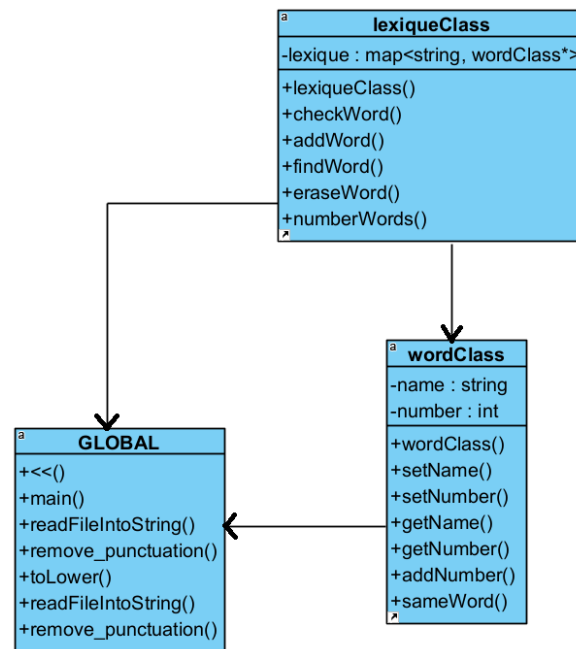 a
lexiqueClass
-lexique : map<string, wordClass*>
+lexiqueClass()
+checkWord()
+addWord()
+findWord()
+eraseWord()
+numberWords()
a
wordClass
-name : string
-number : int
+wordClass()
+setName()
+setNumber()
+getName()
+getNumber()
+addNumber()
+sameWord()
a
GLOBAL
+<<()
+main()
+readFileIntoString()
+remove_punctuation()
+toLower()
+readFileIntoString()
+remove_punctuation()